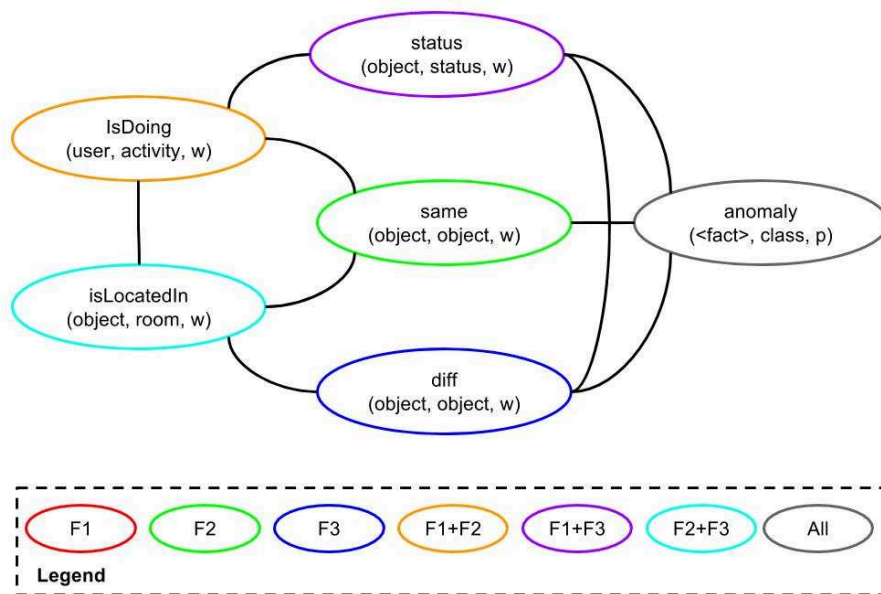 status
(object, status, w)
IsDoing
(user, activity, w)
same
(object, object, w)
anomaly
(<fact>, class, p)
isLocatedIn
(object, room, w)
diff
(object, object, w)
F1
F2
F3
F1+F2
F1+F3
F2+F3
All
Legend